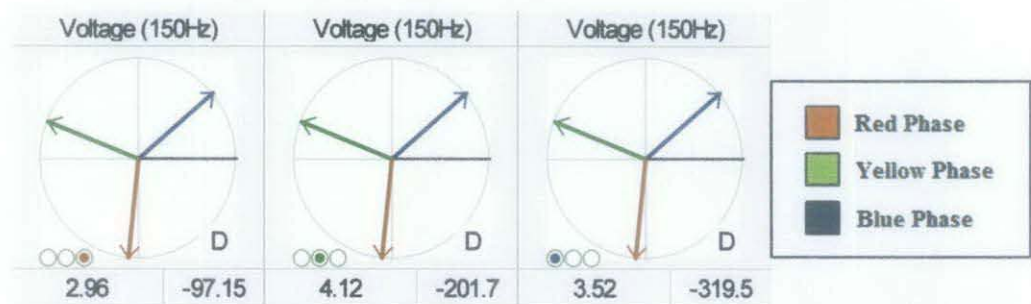 Voltage (150Hz) Voltage (150Hz) Voltage (150Hz)
D D D
2.96 -97.15 4.12 -201.7 3.52 -319.5
Red Phase
Yellow Phase
Blue Phase